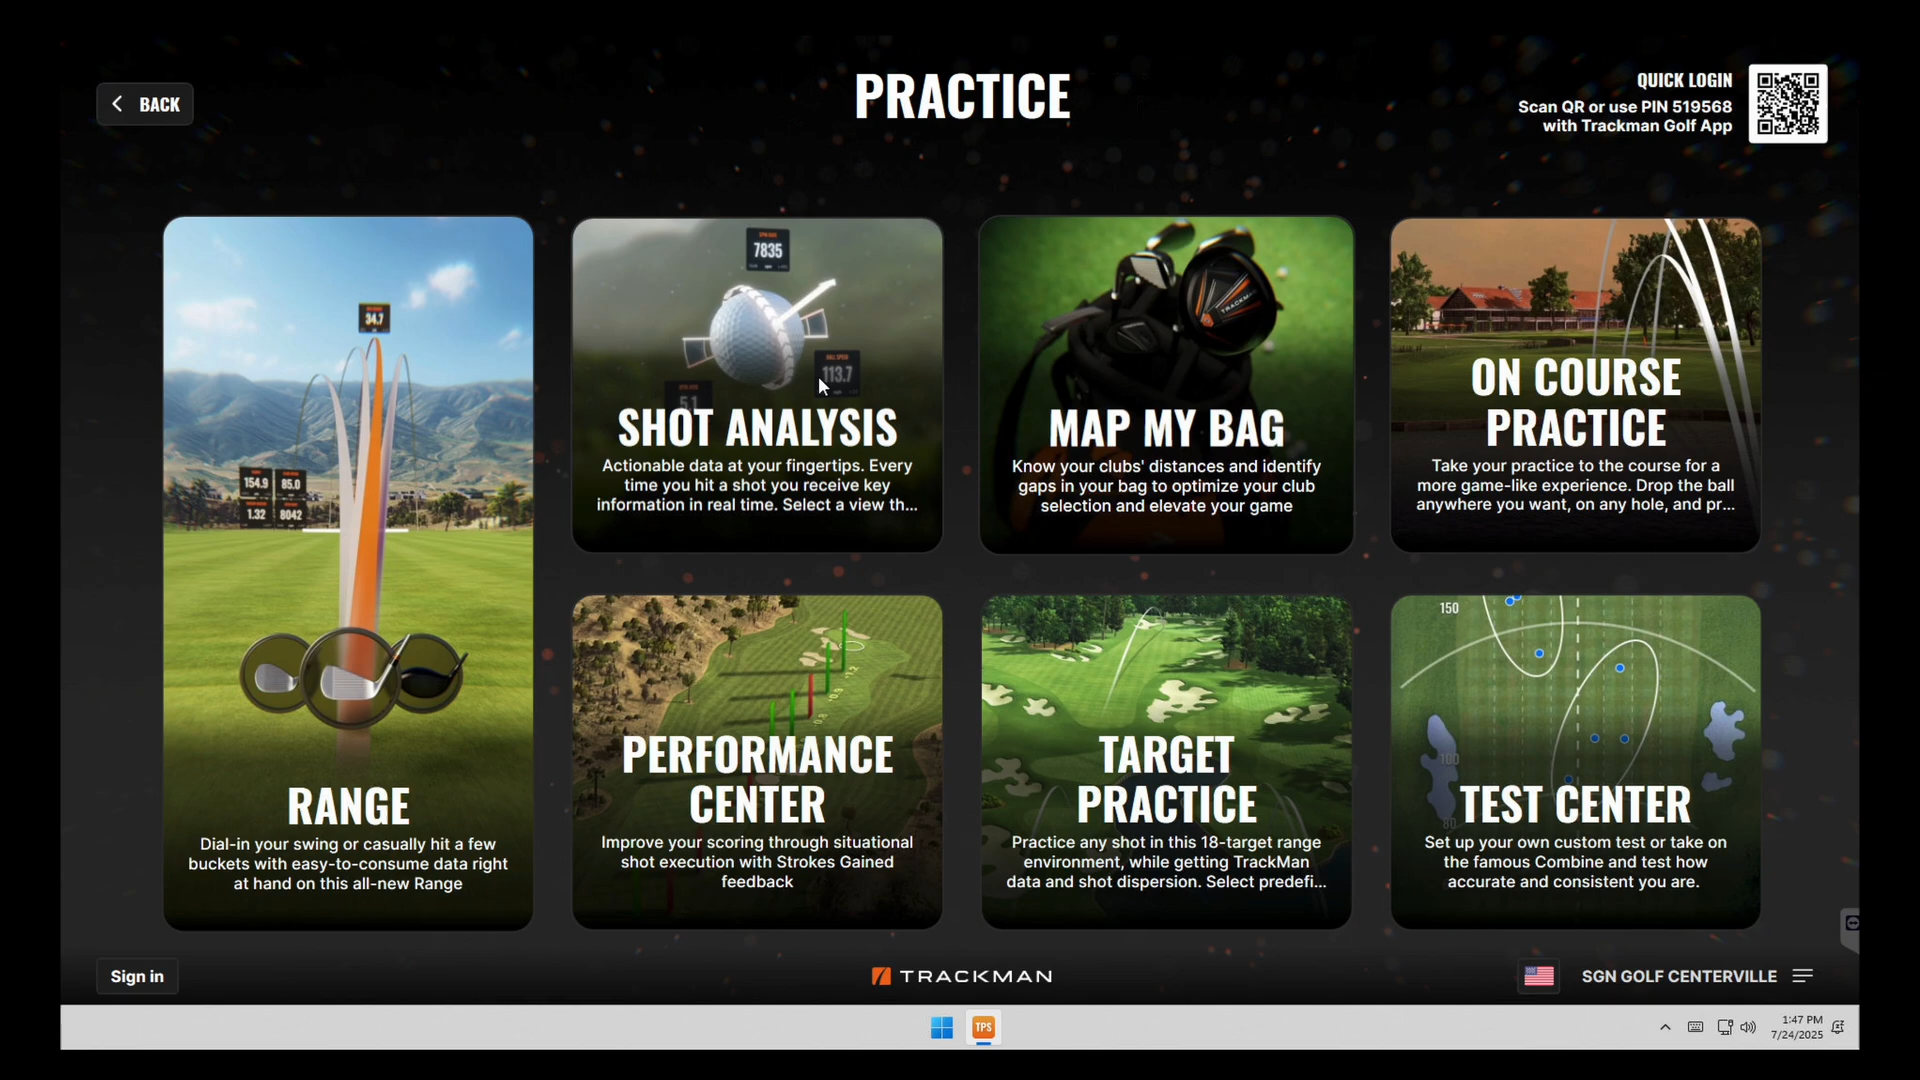 BACK
PRACTICE
QUICK LOGIN
Scan QR or use PIN 519568
with Trackman Golf App
34.7
154.9
85.0
1.32
8042
RANGE
Dial-in your swing or casually hit a few
buckets with easy-to-consume data right
at hand on this all-new Range
7835
BALL SPEED
113.7
5.1
SHOT ANALYSIS
Actionable data at your fingertips. Every
time you hit a shot you receive key
information in real time. Select a view th...
TRACKMAN
MAP MY BAG
Know your clubs' distances and identify
gaps in your bag to optimize your club
selection and elevate your game
ON COURSE
PRACTICE
Take your practice to the course for a
more game-like experience. Drop the ball
anywhere you want, on any hole, and pr...
PERFORMANCE
CENTER
Improve your scoring through situational
shot execution with Strokes Gained
feedback
TARGET
PRACTICE
Practice any shot in this 18-target range
environment, while getting TrackMan
data and shot dispersion. Select predefi...
150
100
80
TEST CENTER
Set up your own custom test or take on
the famous Combine and test how
accurate and consistent you are.
Sign in
TRACKMAN
SGN GOLF CENTERVILLE
TPS
1:47 PM
7/24/2025